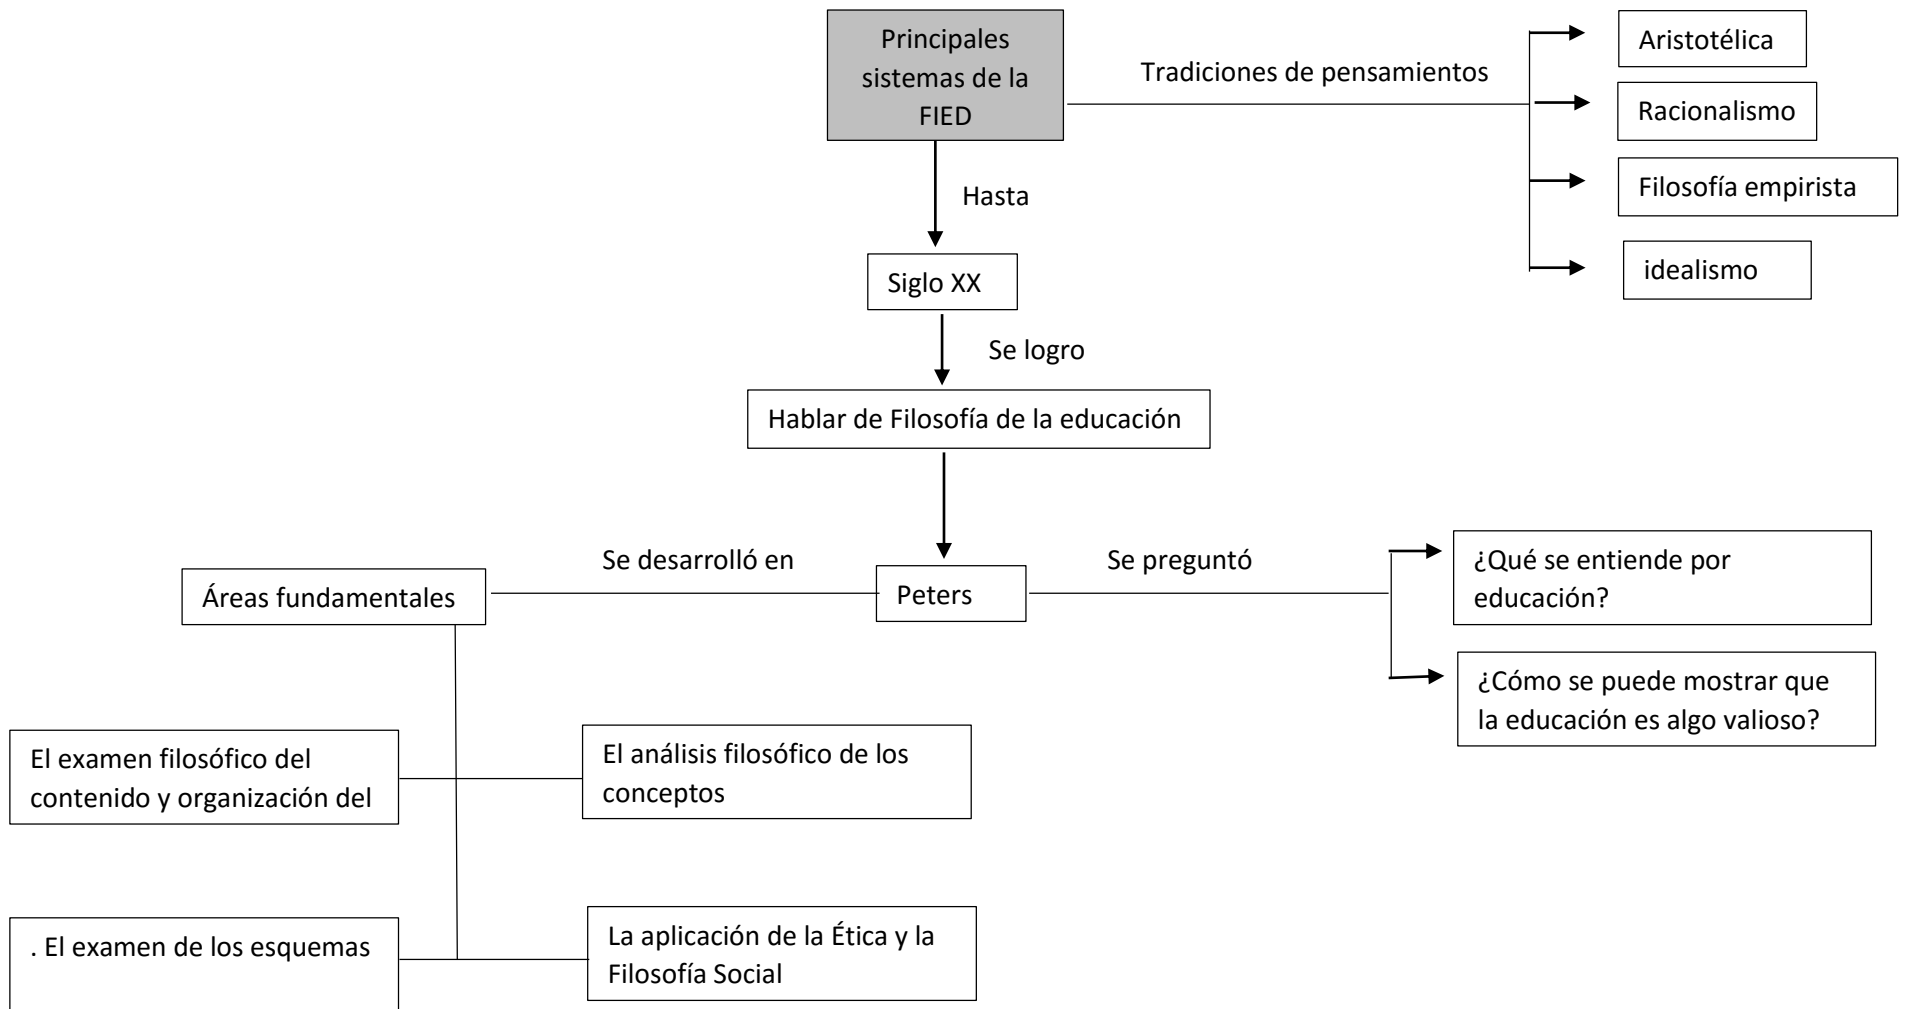 Principales
sistemas de la
FIED
Tradiciones de pensamientos
Aristotélica
Racionalismo
Filosofía empirista
idealismo
Hasta
Siglo XX
Se logro
Hablar de Filosofía de la educación
Se desarrolló en
Peters
Se preguntó
Áreas fundamentales
¿Qué se entiende por
educación?
¿Cómo se puede mostrar que
la educación es algo valioso?
El examen filosófico del
contenido y organización del
El análisis filosófico de los
conceptos
. El examen de los esquemas
La aplicación de la Ética y la
Filosofía Social